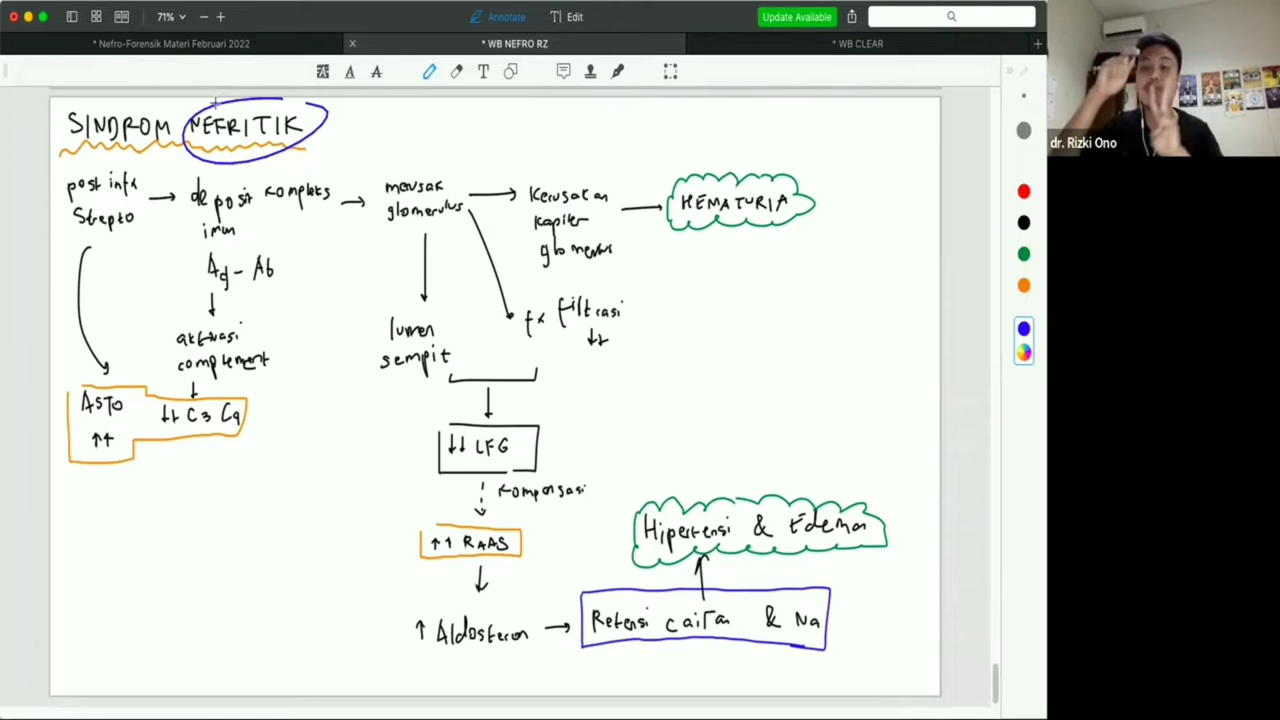 71%
Annotate
Edit
Update Available
* Nefro-Forensik Materi Februari 2022
* WB NEFRO RZ
* WB CLEAR
dr. Rizki Ono
SINDROM NEFRITIK
post infx
Strepto
deposit kompleks
imun
Ag - Ab
aktivasi
complement
ASTO
↑↑
↓↓ C3 C4
merusak
glomerulus
kerusakan
kapiler
glomerulus
HEMATURIA
lumen
sempit
fx filtrasi
↓↓
↓↓ LFG
kompensasi
↑↑ RAAS
↑ Aldosteron
Retensi cairan & Na
Hipertensi & Edema